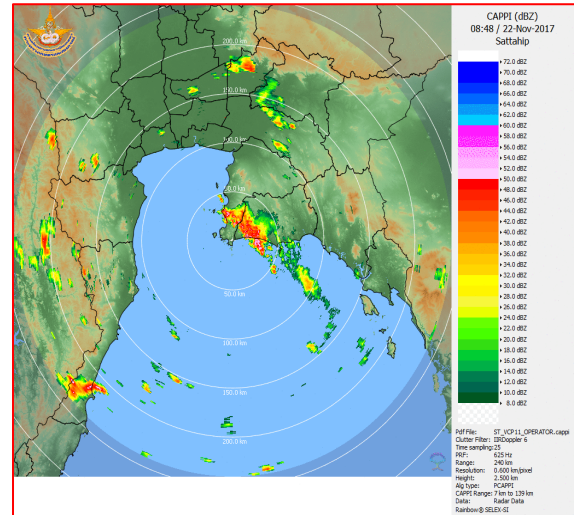 CAPPI (dBZ)
08:48 / 22-Nov-2017
Sattahip
72.0 dBZ
70.0 dBZ
68.0 dBZ
66.0 dBZ
64.0 dBZ
62.0 dBZ
60.0 dBZ
58.0 dBZ
56.0 dBZ
54.0 dBZ
52.0 dBZ
50.0 dBZ
48.0 dBZ
46.0 dBZ
44.0 dBZ
42.0 dBZ
40.0 dBZ
38.0 dBZ
36.0 dBZ
34.0 dBZ
32.0 dBZ
30.0 dBZ
28.0 dBZ
26.0 dBZ
24.0 dBZ
22.0 dBZ
20.0 dBZ
18.0 dBZ
16.0 dBZ
14.0 dBZ
12.0 dBZ
10.0 dBZ
8.0 dBZ
Pdf File: ST_VCP11_OPERATOR.cappi
Clutter Filter: IIRDoppler 6
Time sampling:25
PRF: 625 Hz
Range: 240 km
Resolution: 0.600 km/pixel
Height: 2.500 km
Alg type: PCAPPI
CAPPI Range: 7 km to 139 km
Data: Radar Data
Rainbow® SELEX-SI
200.0 km
150.0 km
50.0 km
100.0 km
150.0 km
200.0 km